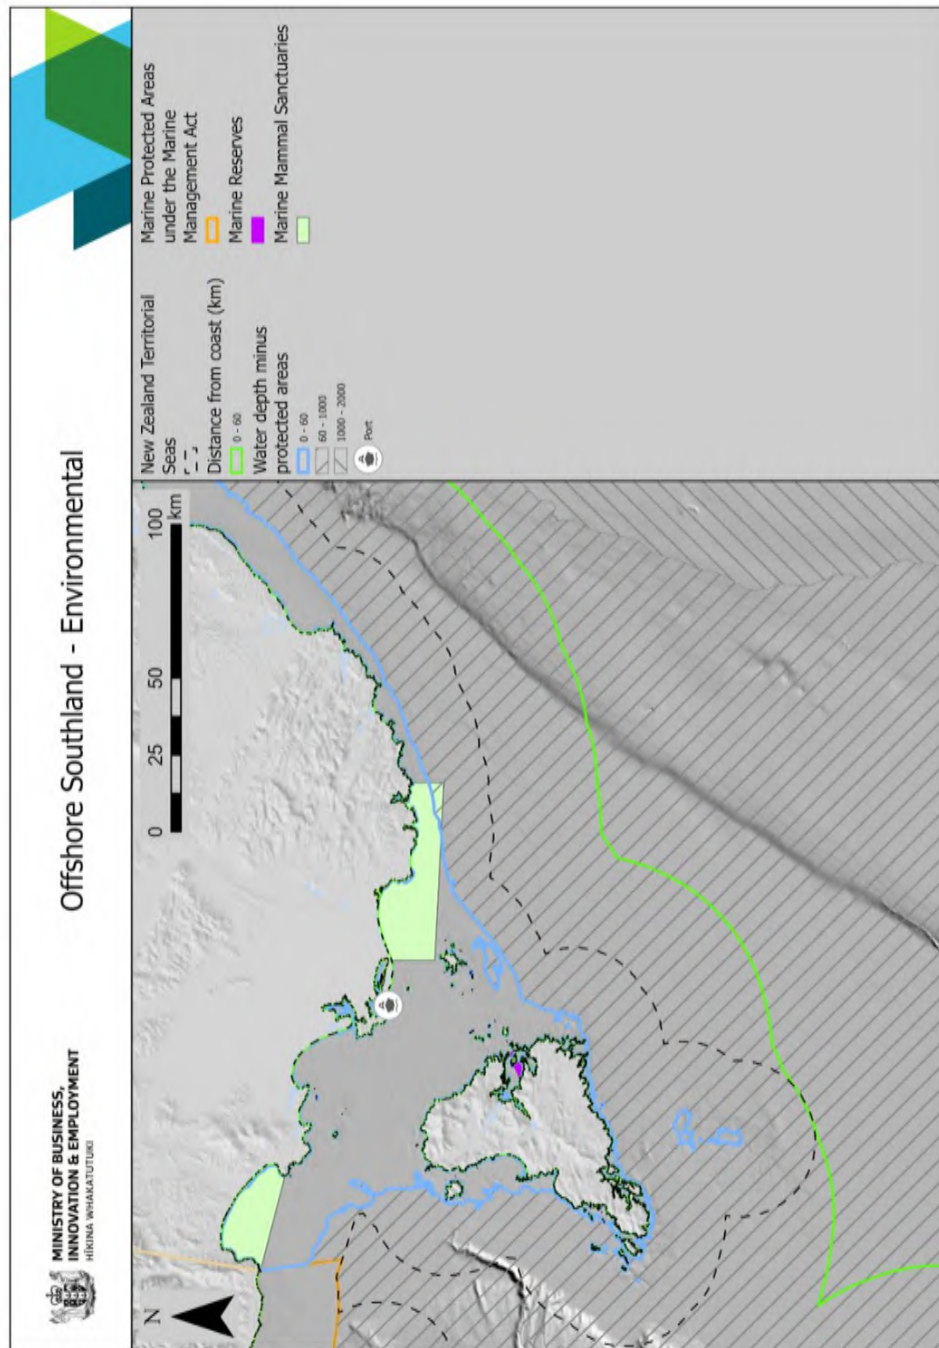 MINISTRY OF BUSINESS,
INNOVATION & EMPLOYMENT
HĪKINA WHAKATUTUKI
Offshore Southland - Environmental
N
0 25 50 100
km
New Zealand Territorial
Seas
Distance from coast (km)
0 - 60
Water depth minus
protected areas
0 - 60
60 - 1000
1000 - 2000
Port
Marine Protected Areas
under the Marine
Management Act
Marine Reserves
Marine Mammal Sanctuaries